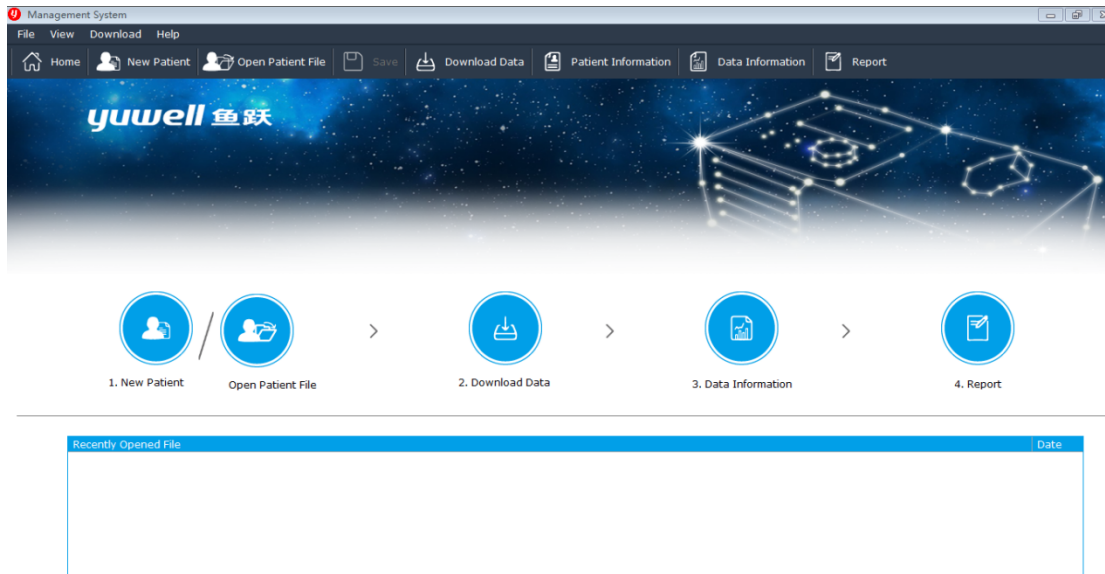 Management System
File View Download Help
Home New Patient Open Patient File Save Download Data Patient Information Data Information Report
yuwell 鱼跃
1. New Patient Open Patient File 2. Download Data 3. Data Information 4. Report
Recently Opened File Date